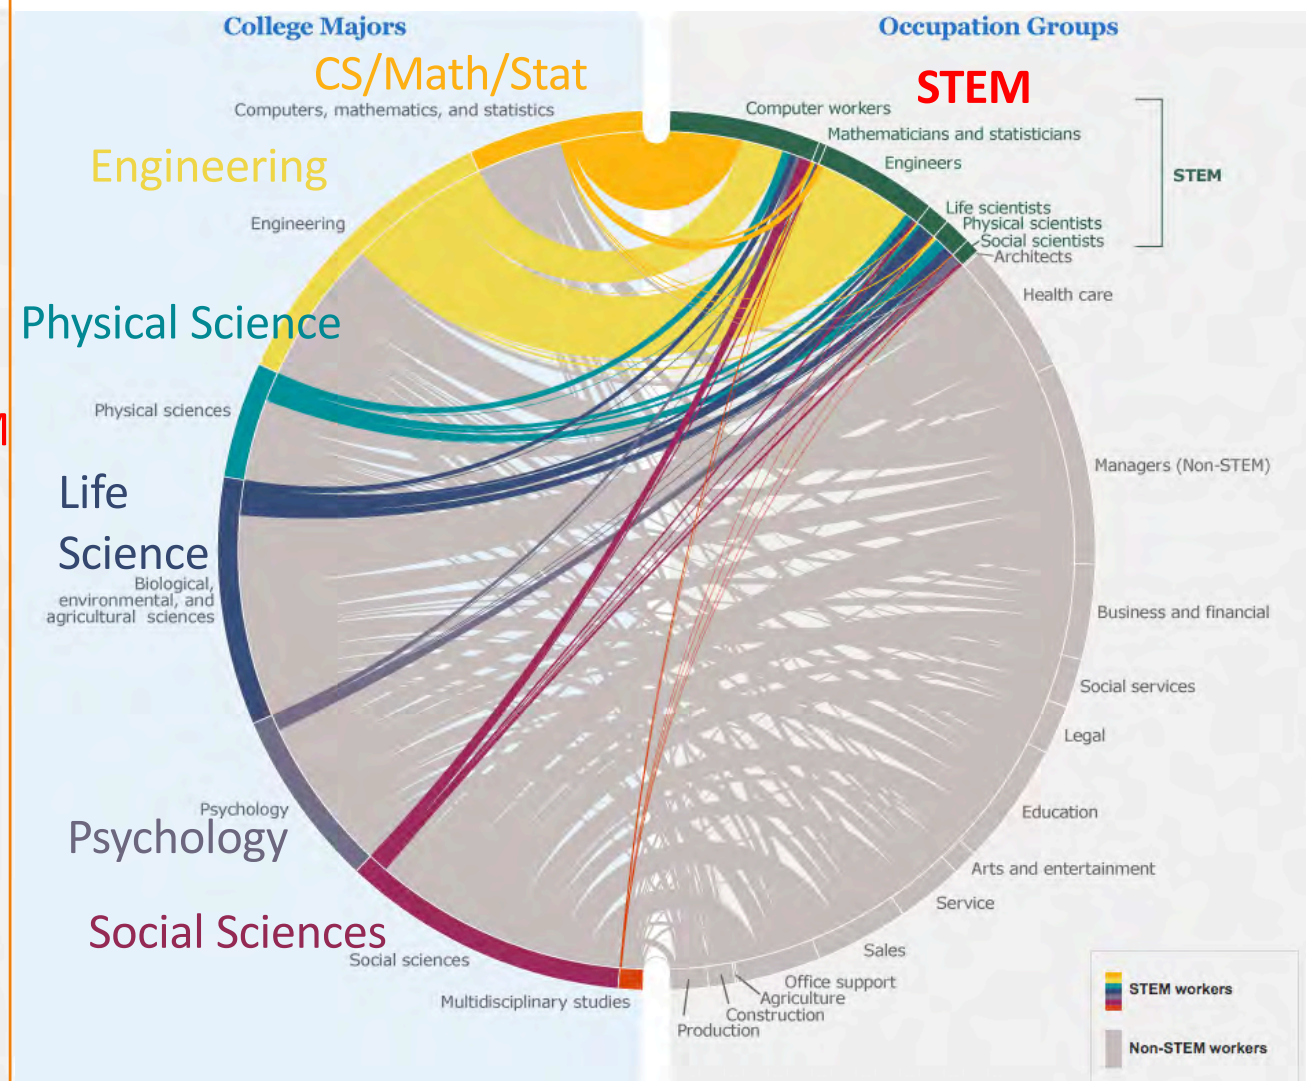 College Majors
Occupation Groups
CS/Math/Stat
STEM
Computers, mathematics, and statistics
Computer workers
Mathematicians and statisticians
Engineering
Engineers
STEM
Engineering
Life scientists
Physical scientists
Social scientists
Architects
Health care
Physical Science
Physical sciences
M
Managers (Non-STEM)
Life
Science
Biological,
environmental, and
agricultural sciences
Business and financial
Social services
Legal
Psychology
Psychology
Education
Arts and entertainment
Service
Social Sciences
Social sciences
Sales
Multidisciplinary studies
Office support
Agriculture
Construction
Production
STEM workers
Non-STEM workers